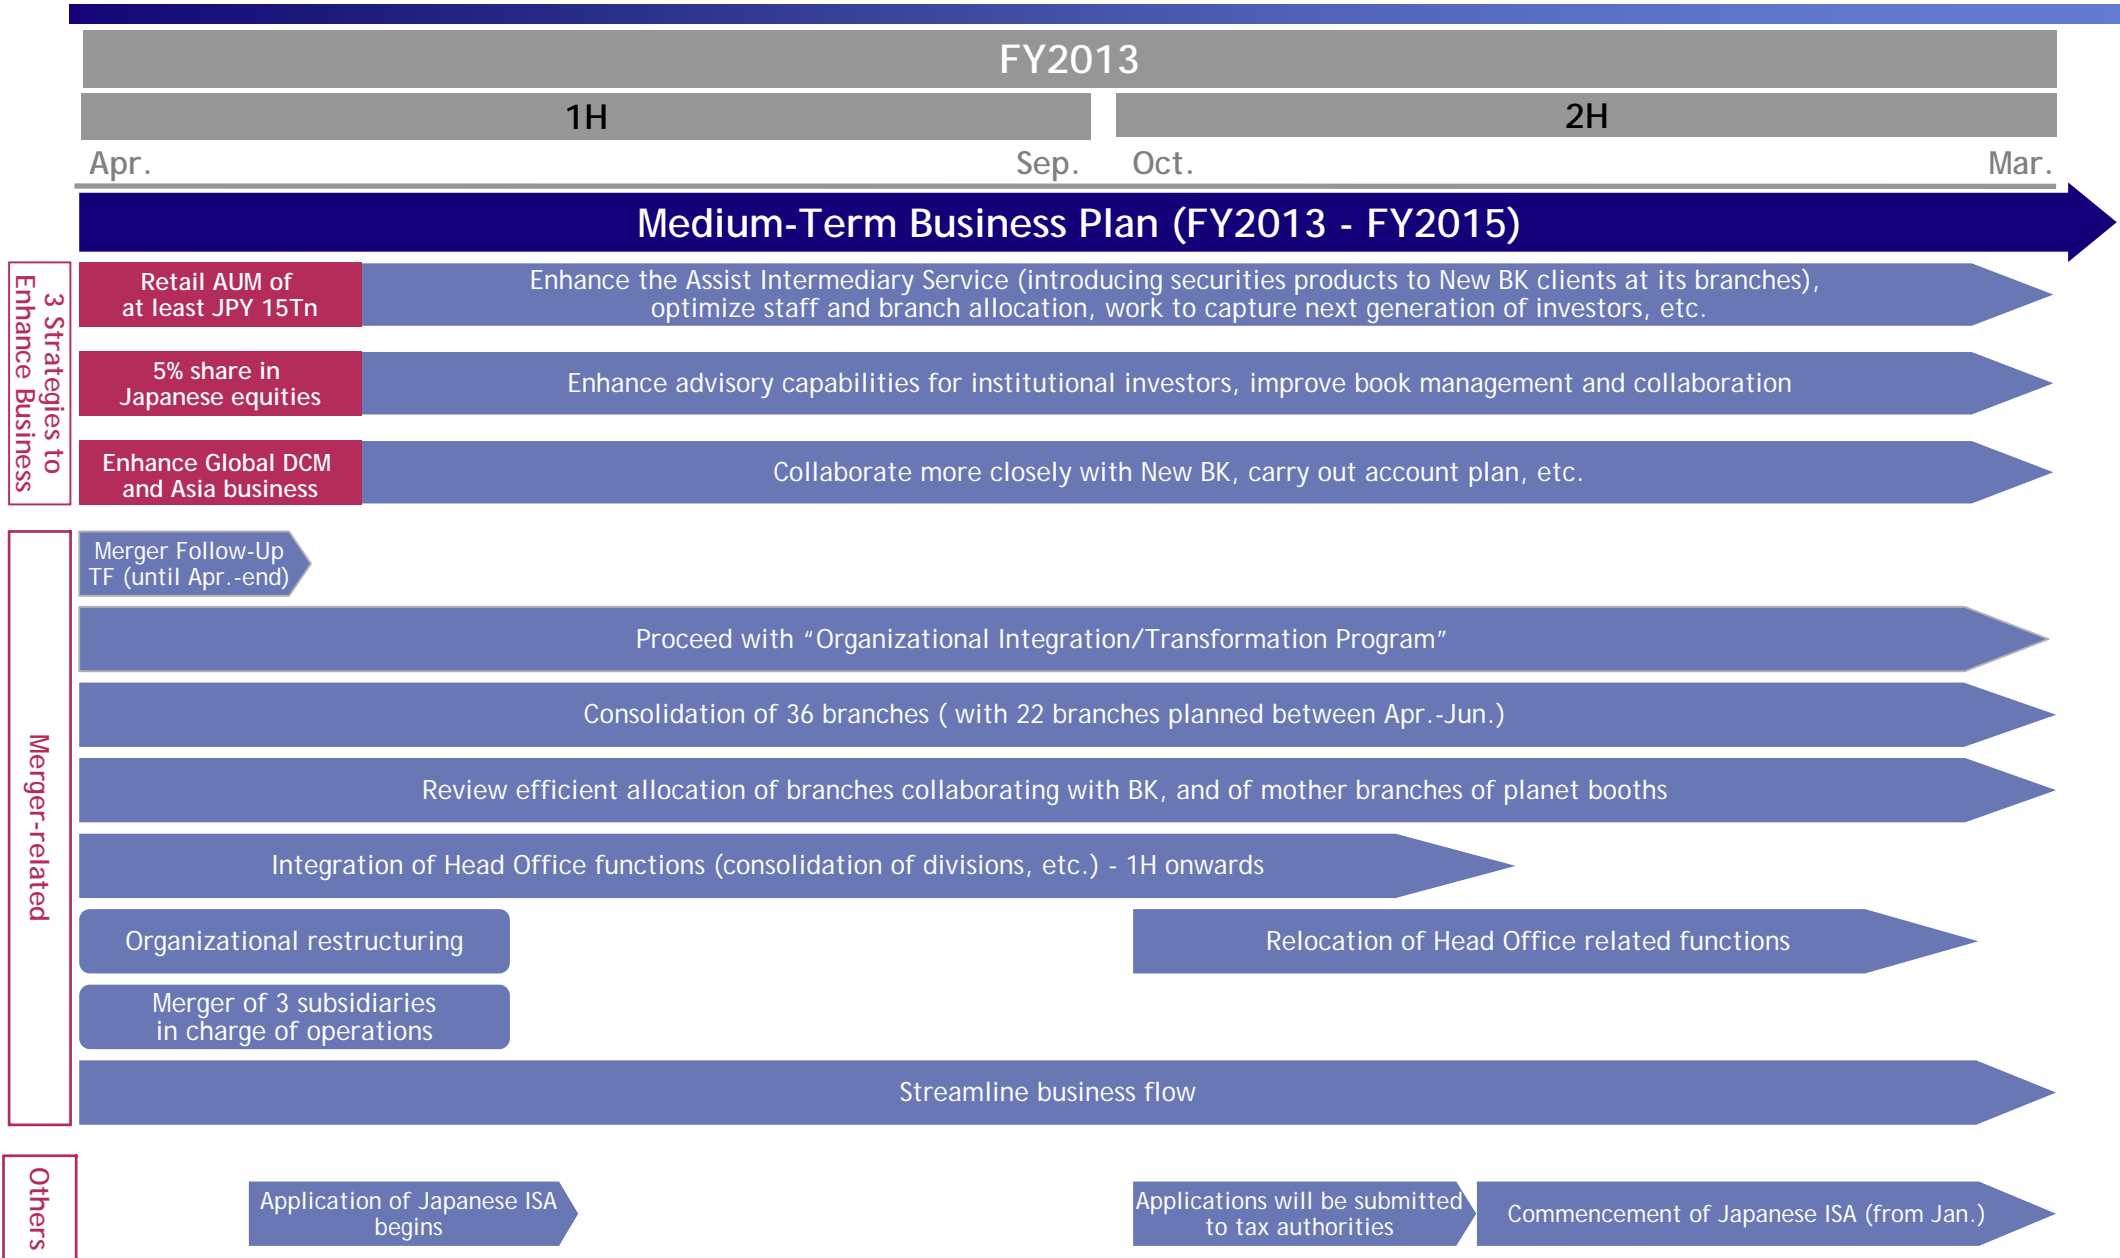 FY2013
1H
2H
Apr.
Sep.
Oct.
Mar.
Medium-Term Business Plan (FY2013 - FY2015)
3 Strategies to
Enhance Business
Retail AUM of
at least JPY 15Tn
Enhance the Assist Intermediary Service (introducing securities products to New BK clients at its branches),
optimize staff and branch allocation, work to capture next generation of investors, etc.
5% share in
Japanese equities
Enhance advisory capabilities for institutional investors, improve book management and collaboration
Enhance Global DCM
and Asia business
Collaborate more closely with New BK, carry out account plan, etc.
Merger-related
Merger Follow-Up
TF (until Apr.-end)
Proceed with “Organizational Integration/Transformation Program”
Consolidation of 36 branches ( with 22 branches planned between Apr.-Jun.)
Review efficient allocation of branches collaborating with BK, and of mother branches of planet booths
Integration of Head Office functions (consolidation of divisions, etc.) - 1H onwards
Organizational restructuring
Relocation of Head Office related functions
Merger of 3 subsidiaries
in charge of operations
Streamline business flow
Others
Application of Japanese ISA
begins
Applications will be submitted
to tax authorities
Commencement of Japanese ISA (from Jan.)